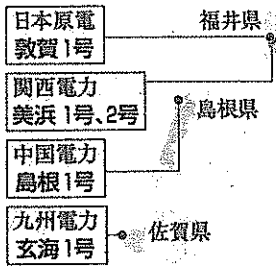 日本原電
敦賀1号
福井県
関西電力
美浜1号、2号
島根県
中国電力
島根1号
九州電力
玄海1号
佐賀県